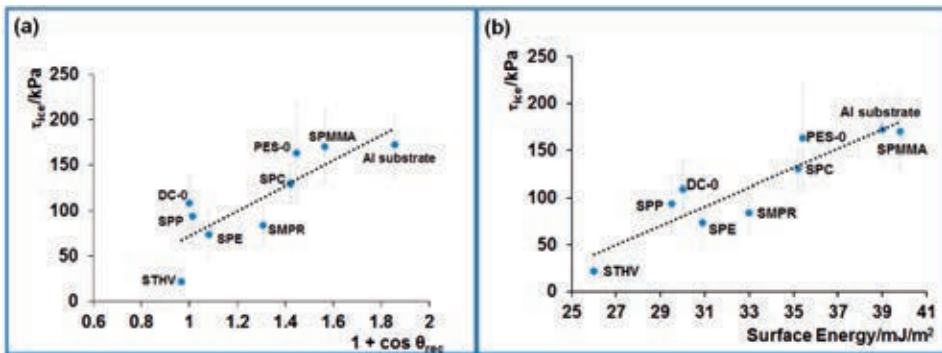 (a)
250
200
150
100
50
0
τice/kPa
PES-0
SPMMA
Al substrate
SPC
DC-0
SPP
SPE
SMPR
STHV
0.6 0.8 1 1.2 1.4 1.6 1.8 2
1 + cos θrec
(b)
250
200
150
100
50
0
τice/kPa
Al substrate
PES-0
SPMMA
SPC
DC-0
SPP
SPE
SMPR
STHV
25 27 29 31 33 35 37 39 41
Surface Energy/mJ/m²